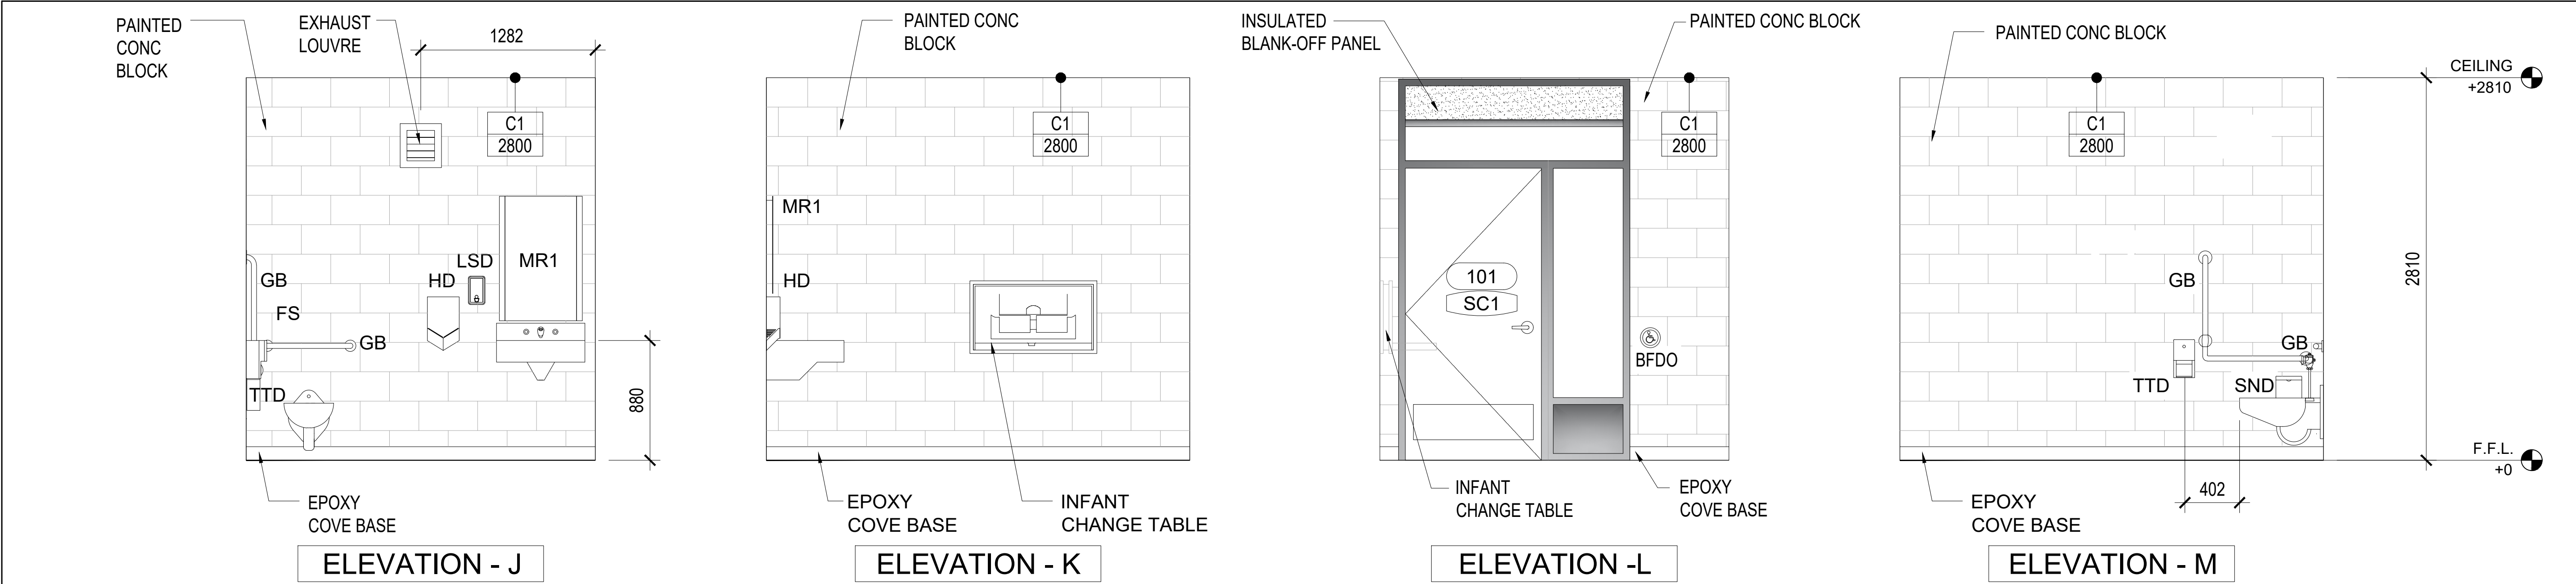 PAINTED
CONC
BLOCK
EXHAUST
LOUVRE
1282
C1
2800
GB
FS
GB
TTD
HD
LSD
MR1
880
EPOXY
COVE BASE
ELEVATION - J
PAINTED CONC
BLOCK
C1
2800
MR1
HD
EPOXY
COVE BASE
INFANT
CHANGE TABLE
ELEVATION - K
INSULATED
BLANK-OFF PANEL
PAINTED CONC BLOCK
C1
2800
101
SC1
BFDO
INFANT
CHANGE TABLE
EPOXY
COVE BASE
ELEVATION -L
PAINTED CONC BLOCK
C1
2800
GB
GB
TTD
SND
402
EPOXY
COVE BASE
ELEVATION - M
CEILING
+2810
2810
F.F.L.
+0